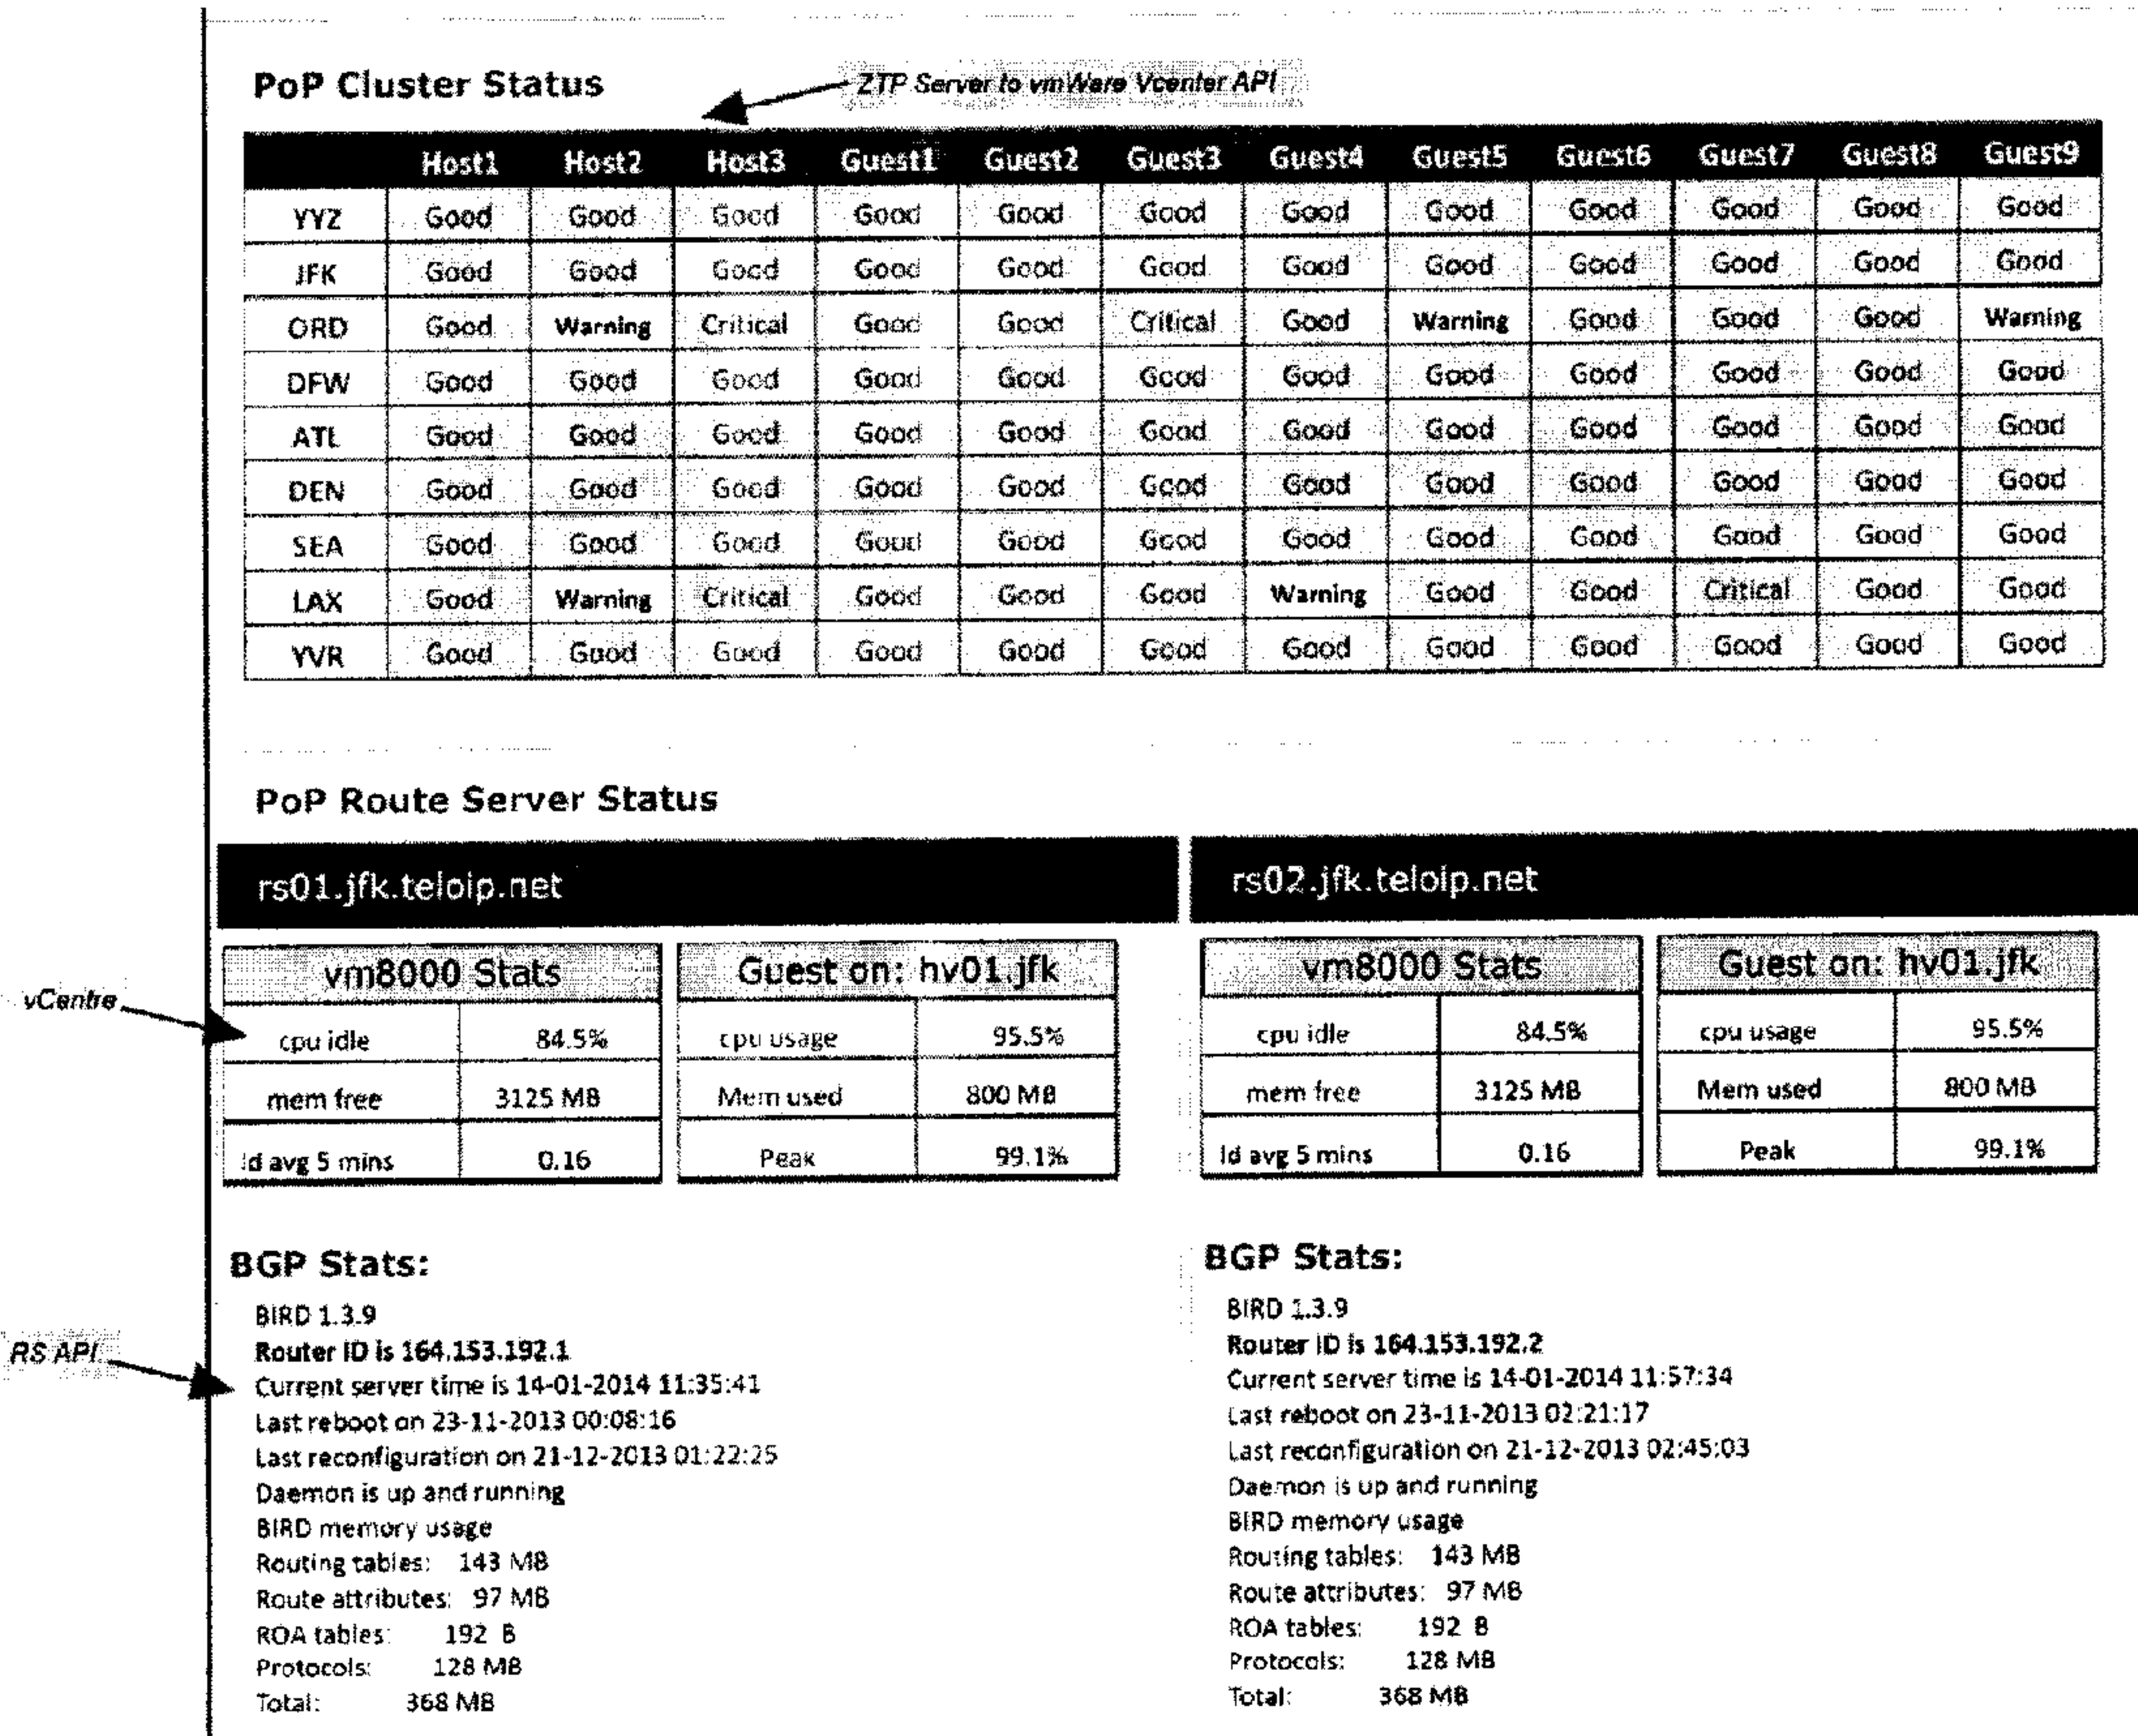 PoP Cluster Status
ZTP Server to vmWare Vcenter API
Host1 Host2 Host3 Guest1 Guest2 Guest3 Guest4 Guest5 Guest6 Guest7 Guest8 Guest9
YYZ Good Good Good Good Good Good Good Good Good Good Good Good
JFK Good Good Good Good Good Good Good Good Good Good Good Good
ORD Good Warning Critical Good Good Critical Good Warning Good Good Good Warning
DFW Good Good Good Good Good Good Good Good Good Good Good Good
ATL Good Good Good Good Good Good Good Good Good Good Good Good
DEN Good Good Good Good Good Good Good Good Good Good Good Good
SEA Good Good Good Good Good Good Good Good Good Good Good Good
LAX Good Warning Critical Good Good Good Warning Good Good Critical Good Good
YVR Good Good Good Good Good Good Good Good Good Good Good Good
PoP Route Server Status
rs01.jfk.teloip.net
vm8000 Stats Guest on: hv01.jfk
vCentre
cpu idle 84.5% cpu usage 95.5%
mem free 3125 MB Mem used 800 MB
ld avg 5 mins 0.16 Peak 99.1%
BGP Stats:
BIRD 1.3.9
RS API
Router ID is 164.153.192.1
Current server time is 14-01-2014 11:35:41
Last reboot on 23-11-2013 00:08:16
Last reconfiguration on 21-12-2013 01:22:25
Daemon is up and running
BIRD memory usage
Routing tables: 143 MB
Route attributes: 97 MB
ROA tables: 192 B
Protocols: 128 MB
Total: 368 MB
rs02.jfk.teloip.net
vm8000 Stats Guest on: hv01.jfk
cpu idle 84.5% cpu usage 95.5%
mem free 3125 MB Mem used 800 MB
ld avg 5 mins 0.16 Peak 99.1%
BGP Stats:
BIRD 1.3.9
Router ID is 164.153.192.2
Current server time is 14-01-2014 11:57:34
Last reboot on 23-11-2013 02:21:17
Last reconfiguration on 21-12-2013 02:45:03
Daemon is up and running
BIRD memory usage
Routing tables: 143 MB
Route attributes: 97 MB
ROA tables: 192 B
Protocols: 128 MB
Total: 368 MB